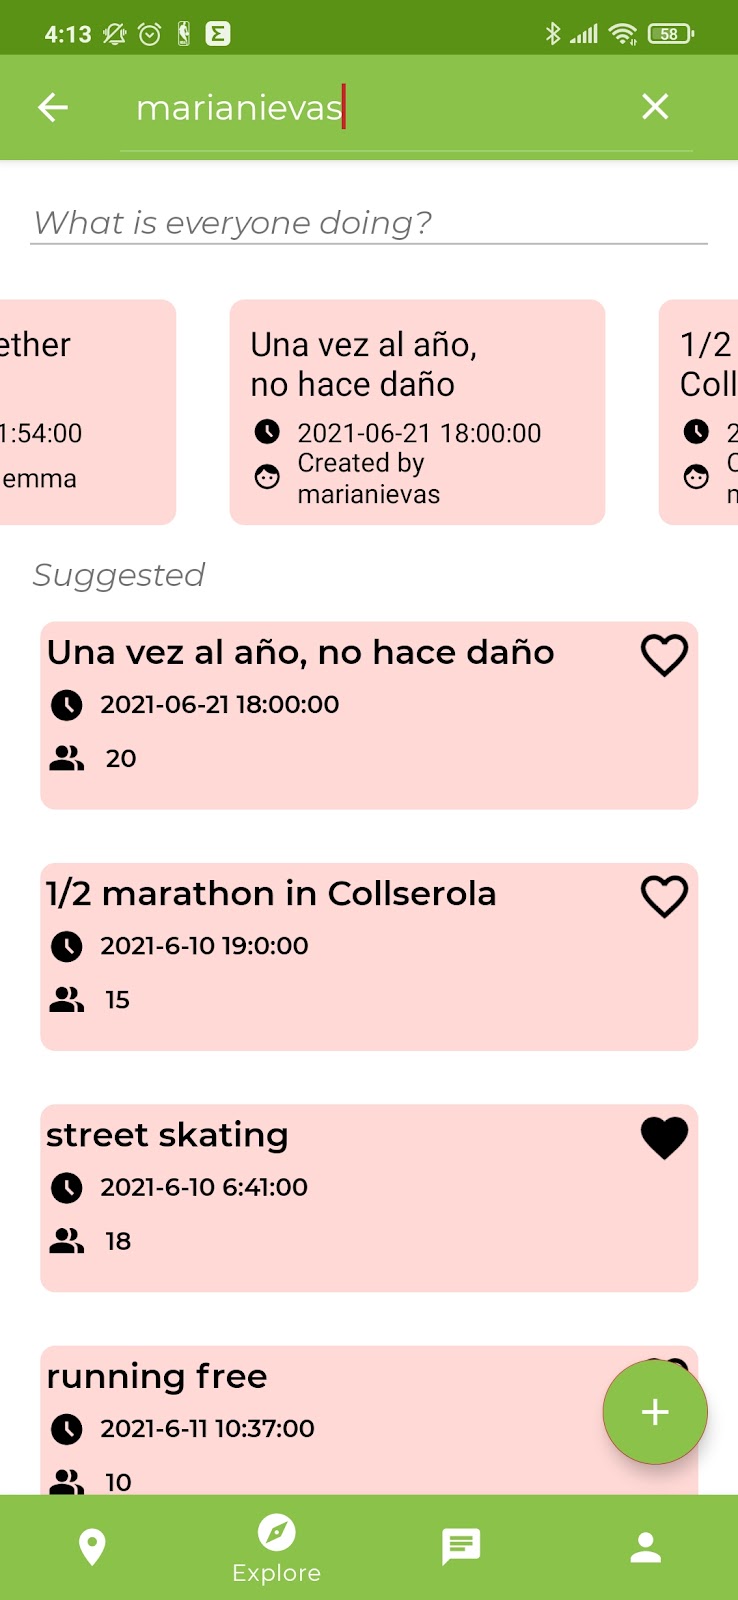 4:13
58
marianievas
What is everyone doing?
ether
1:54:00
emma
Una vez al año,
no hace daño
2021-06-21 18:00:00
Created by
marianievas
1/2
Coll
2
Suggested
Una vez al año, no hace daño
2021-06-21 18:00:00
20
1/2 marathon in Collserola
2021-6-10 19:0:00
15
street skating
2021-6-10 6:41:00
18
running free
2021-6-11 10:37:00
10
Explore